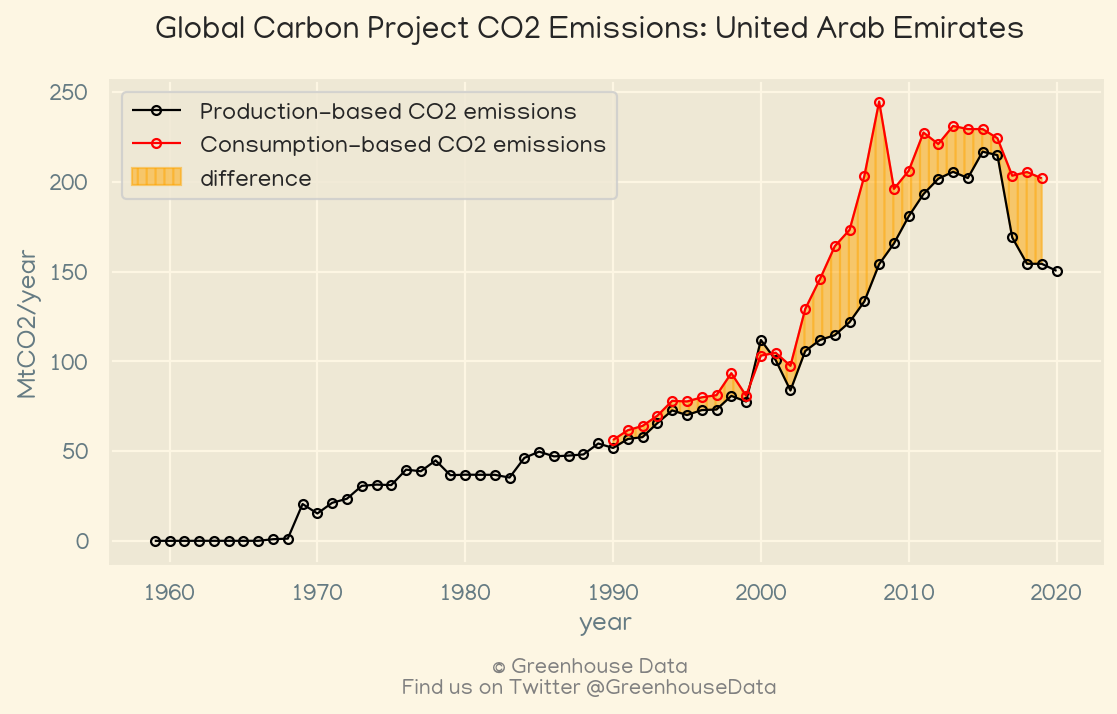 Global Carbon Project CO2 Emissions: United Arab Emirates
Production-based CO2 emissions
Consumption-based CO2 emissions
difference
MtCO2/year
250
200
150
100
50
0
1960 1970 1980 1990 2000 2010 2020
year
© Greenhouse Data
Find us on Twitter @GreenhouseData